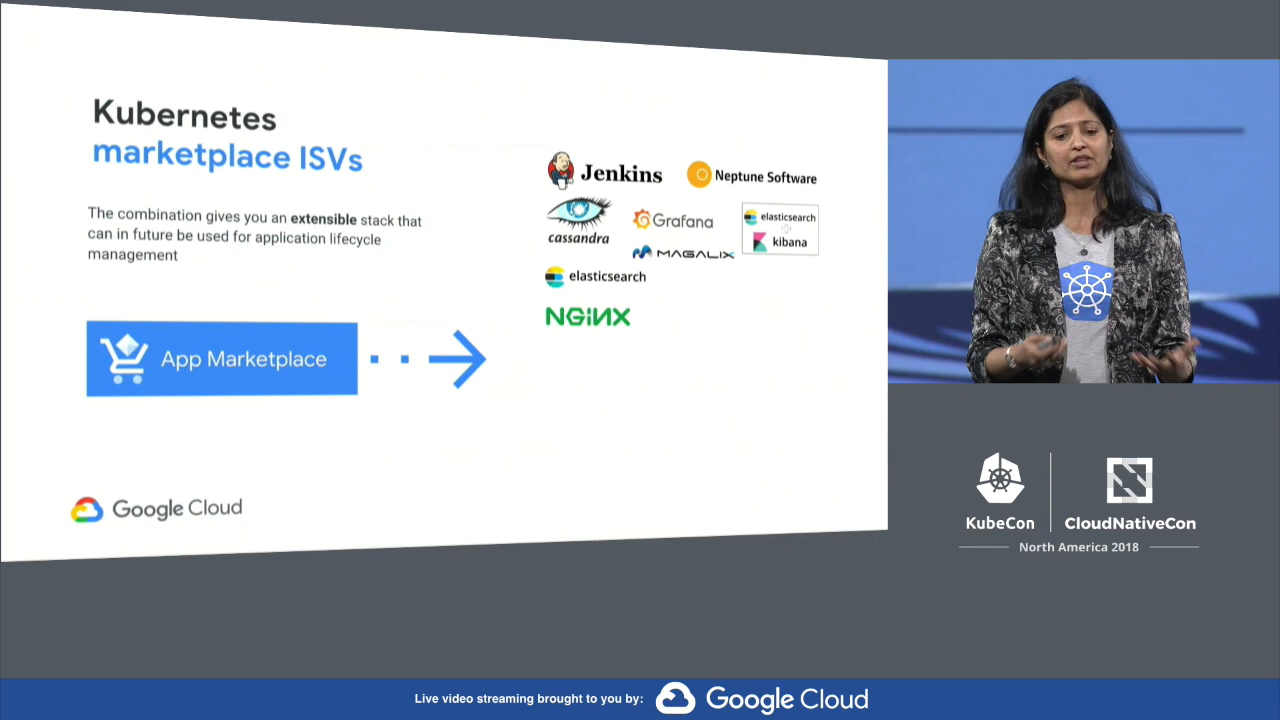 Kubernetes
marketplace ISVs
The combination gives you an extensible stack that
can in future be used for application lifecycle
management
App Marketplace
Google Cloud
Jenkins
Neptune Software
cassandra
Grafana
MAGALIX
elasticsearch
kibana
elasticsearch
NGINX
KubeCon
CloudNativeCon
North America 2018
Live video streaming brought to you by:
Google Cloud